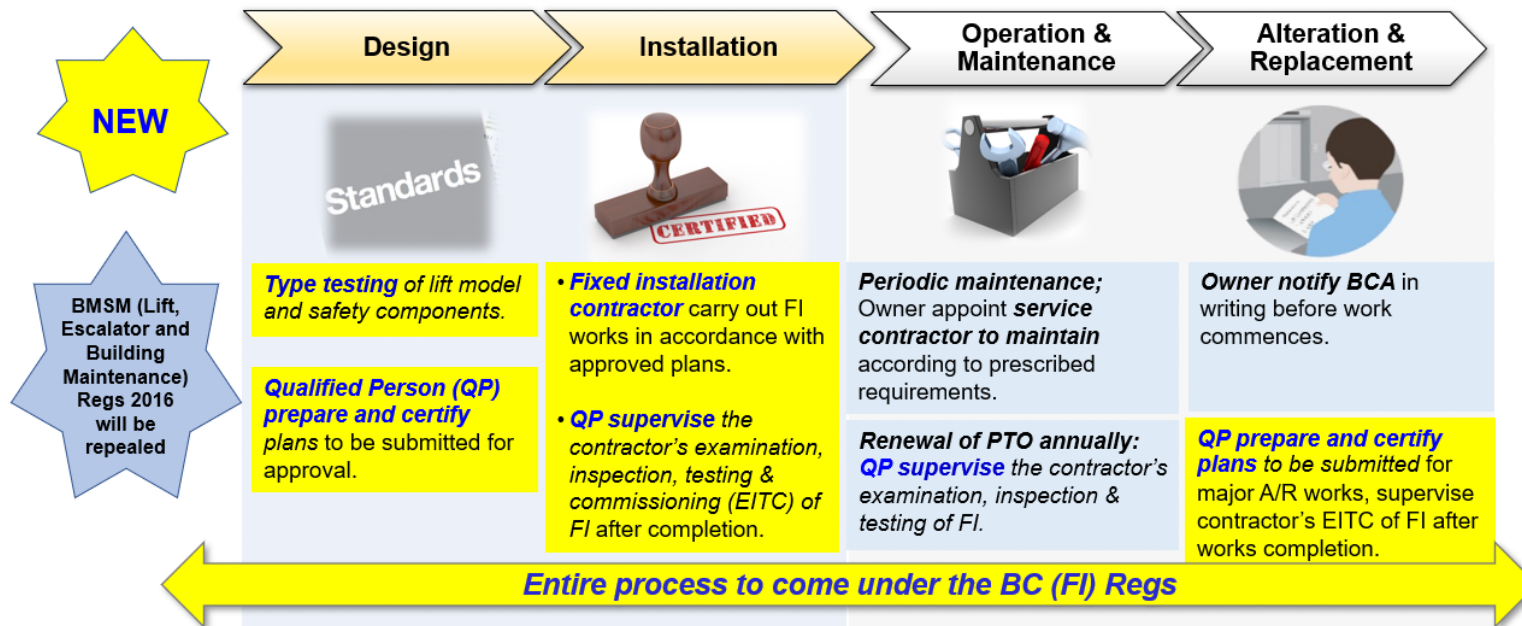 NEW
BMSM (Lift,
Escalator and
Building
Maintenance)
Regs 2016
will be
repealed
Design
Standards
Type testing of lift model
and safety components.
Qualified Person (QP)
prepare and certify
plans to be submitted for
approval.
Installation
CERTIFIED
• Fixed installation
contractor carry out FI
works in accordance with
approved plans.
• QP supervise the
contractor's examination,
inspection, testing &
commissioning (EITC) of
FI after completion.
Operation &
Maintenance
Periodic maintenance;
Owner appoint service
contractor to maintain
according to prescribed
requirements.
Renewal of PTO annually:
QP supervise the contractor's
examination, inspection &
testing of FI.
Alteration &
Replacement
Owner notify BCA in
writing before work
commences.
QP prepare and certify
plans to be submitted for
major A/R works, supervise
contractor's EITC of FI after
works completion.
Entire process to come under the BC (FI) Regs